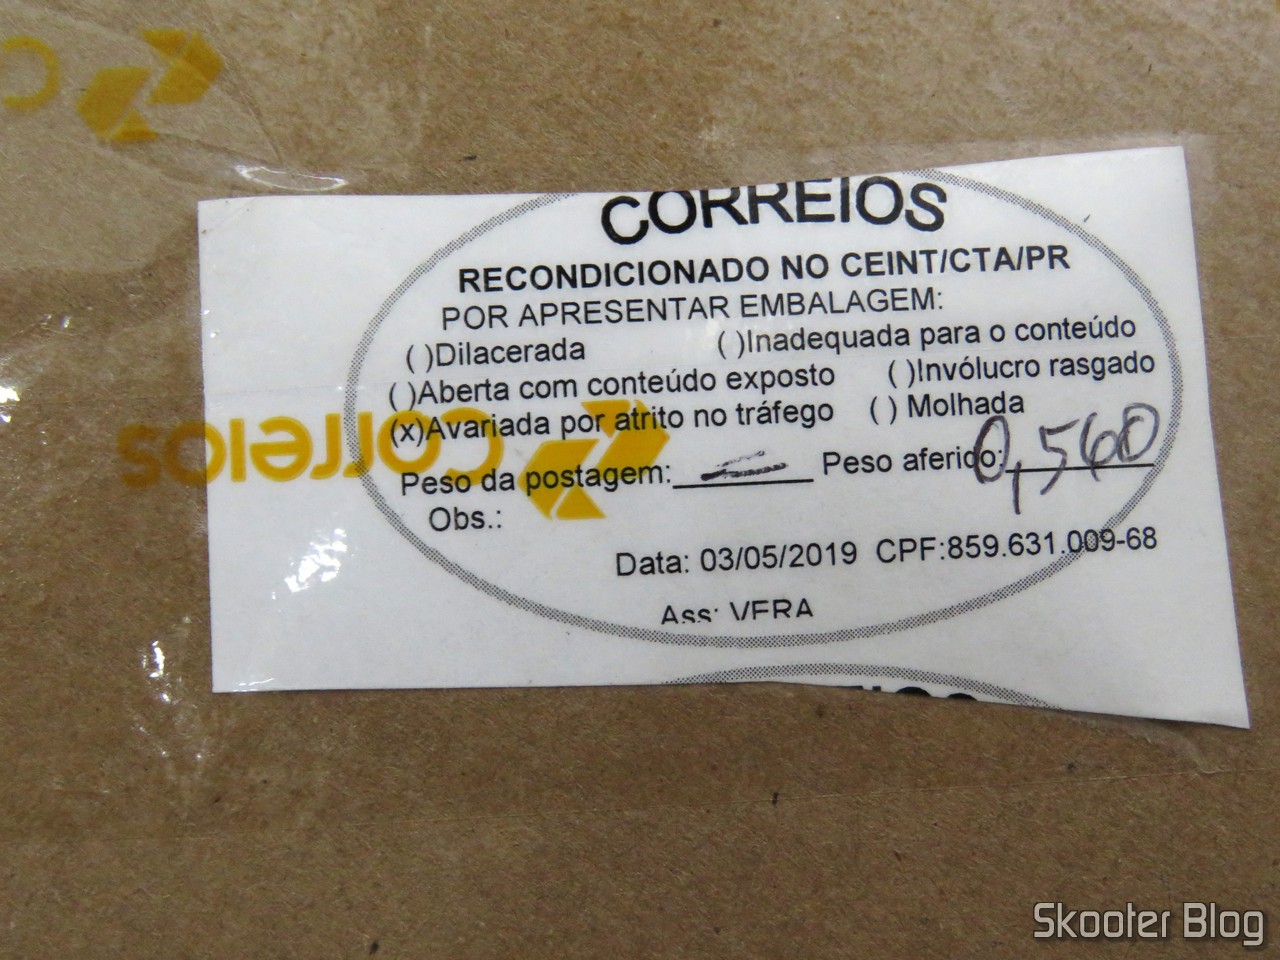 CORREIOS
RECONDICIONADO NO CEINT/CTA/PR
POR APRESENTAR EMBALAGEM:
( )Dilacerada ( )Inadequada para o conteúdo
( )Aberta com conteúdo exposto ( )Invólucro rasgado
(x)Avariada por atrito no tráfego ( ) Molhada
Peso da postagem: Peso aferido: 0,560
Obs.:
Data: 03/05/2019 CPF:859.631.009-68
Ass: VERA
correios
Skooter Blog